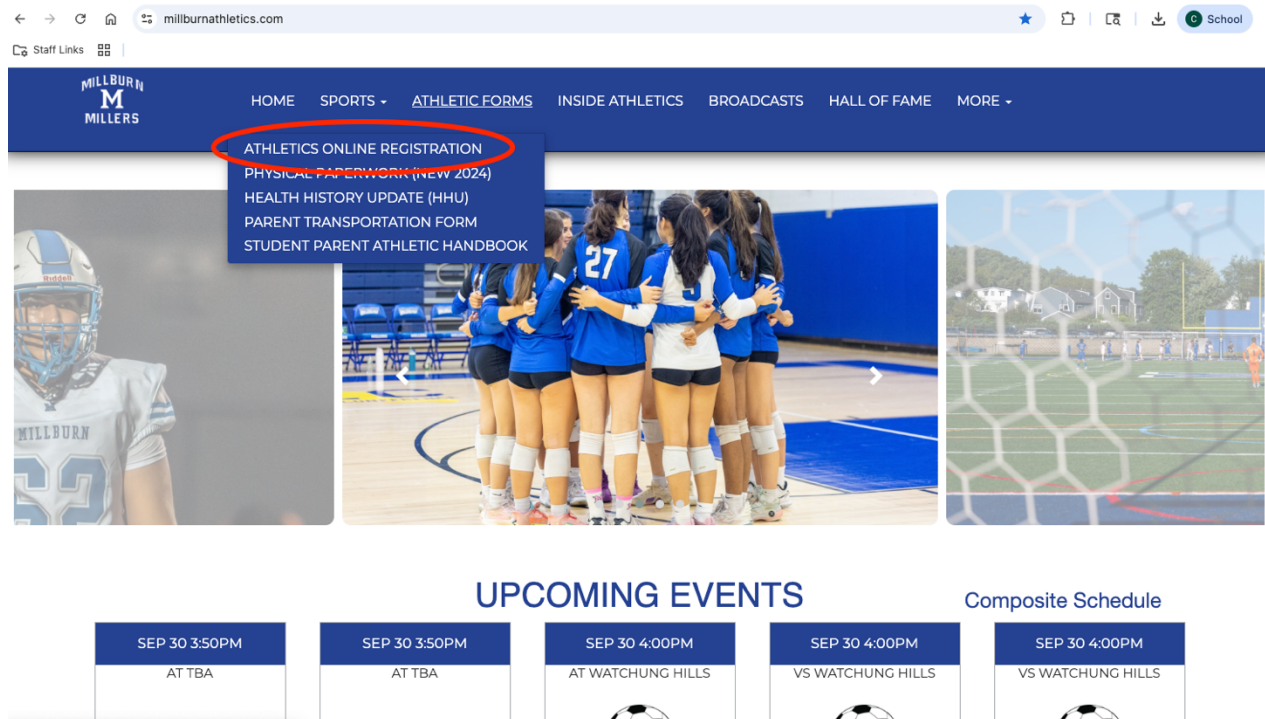 millburnathletics.com
C School
Staff Links
MILLBURN
M
MILLERS
HOME SPORTS ATHLETIC FORMS INSIDE ATHLETICS BROADCASTS HALL OF FAME MORE
ATHLETICS ONLINE REGISTRATION
PHYSICAL PAPERWORK (NEW 2024)
HEALTH HISTORY UPDATE (HHU)
PARENT TRANSPORTATION FORM
STUDENT PARENT ATHLETIC HANDBOOK
Riddell
MILLBURN
27
UPCOMING EVENTS
Composite Schedule
SEP 30 3:50PM SEP 30 3:50PM SEP 30 4:00PM SEP 30 4:00PM SEP 30 4:00PM
AT TBA AT TBA AT WATCHUNG HILLS VS WATCHUNG HILLS VS WATCHUNG HILLS